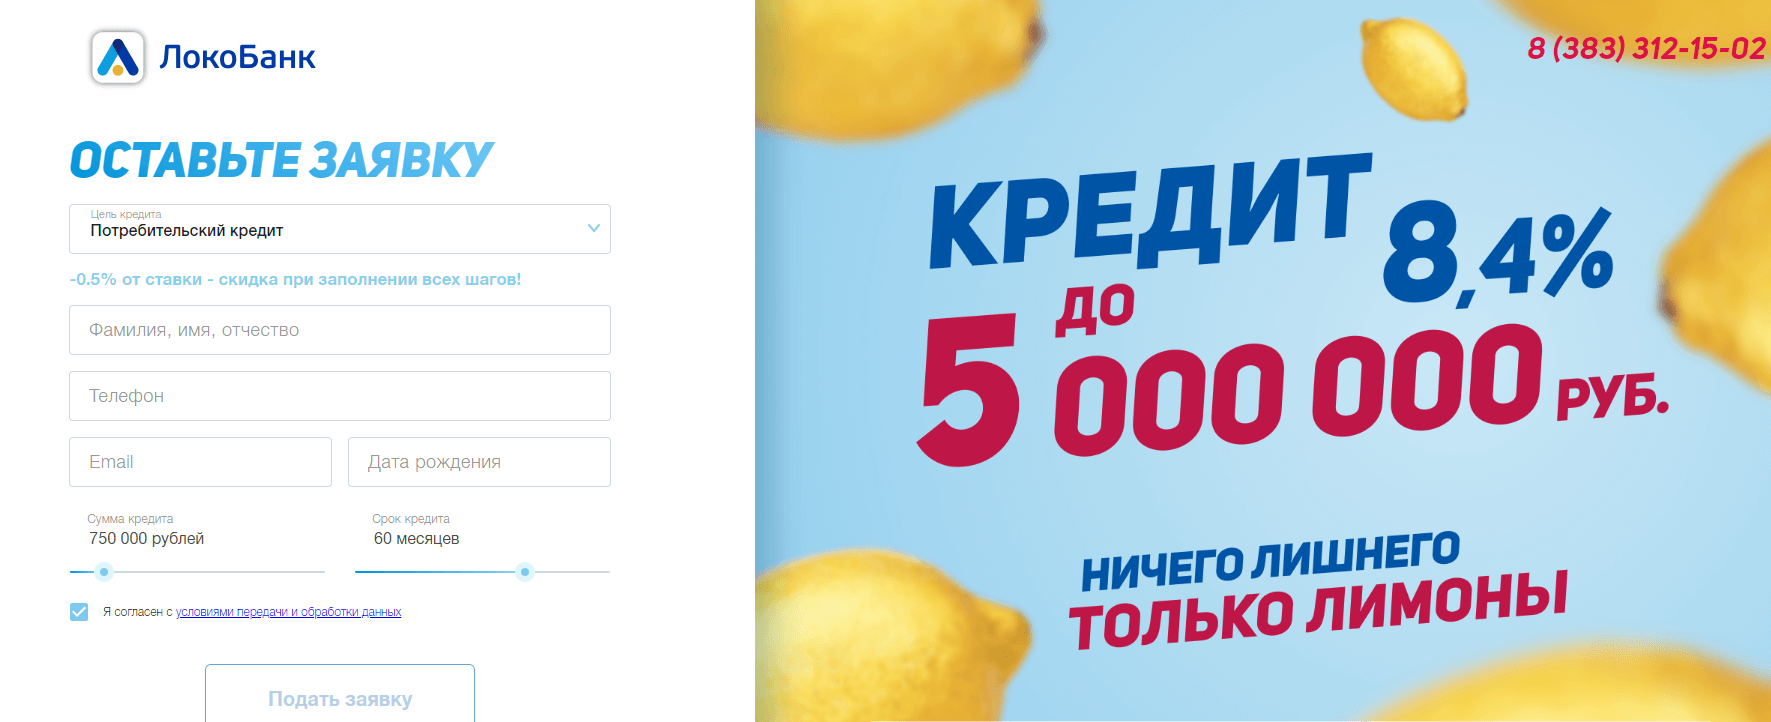 ЛокоБанк
ОСТАВЬТЕ ЗАЯВКУ
Цель кредита
Потребительский кредит
-0.5% от ставки - скидка при заполнении всех шагов!
Фамилия, имя, отчество
Телефон
Email
Дата рождения
Сумма кредита
750 000 рублей
Срок кредита
60 месяцев
Я согласен с условиями передачи и обработки данных
Подать заявку
8 (383) 312-15-02
КРЕДИТ
8,4%
ДО
5 000 000 РУБ.
НИЧЕГО ЛИШНЕГО
ТОЛЬКО ЛИМОНЫ